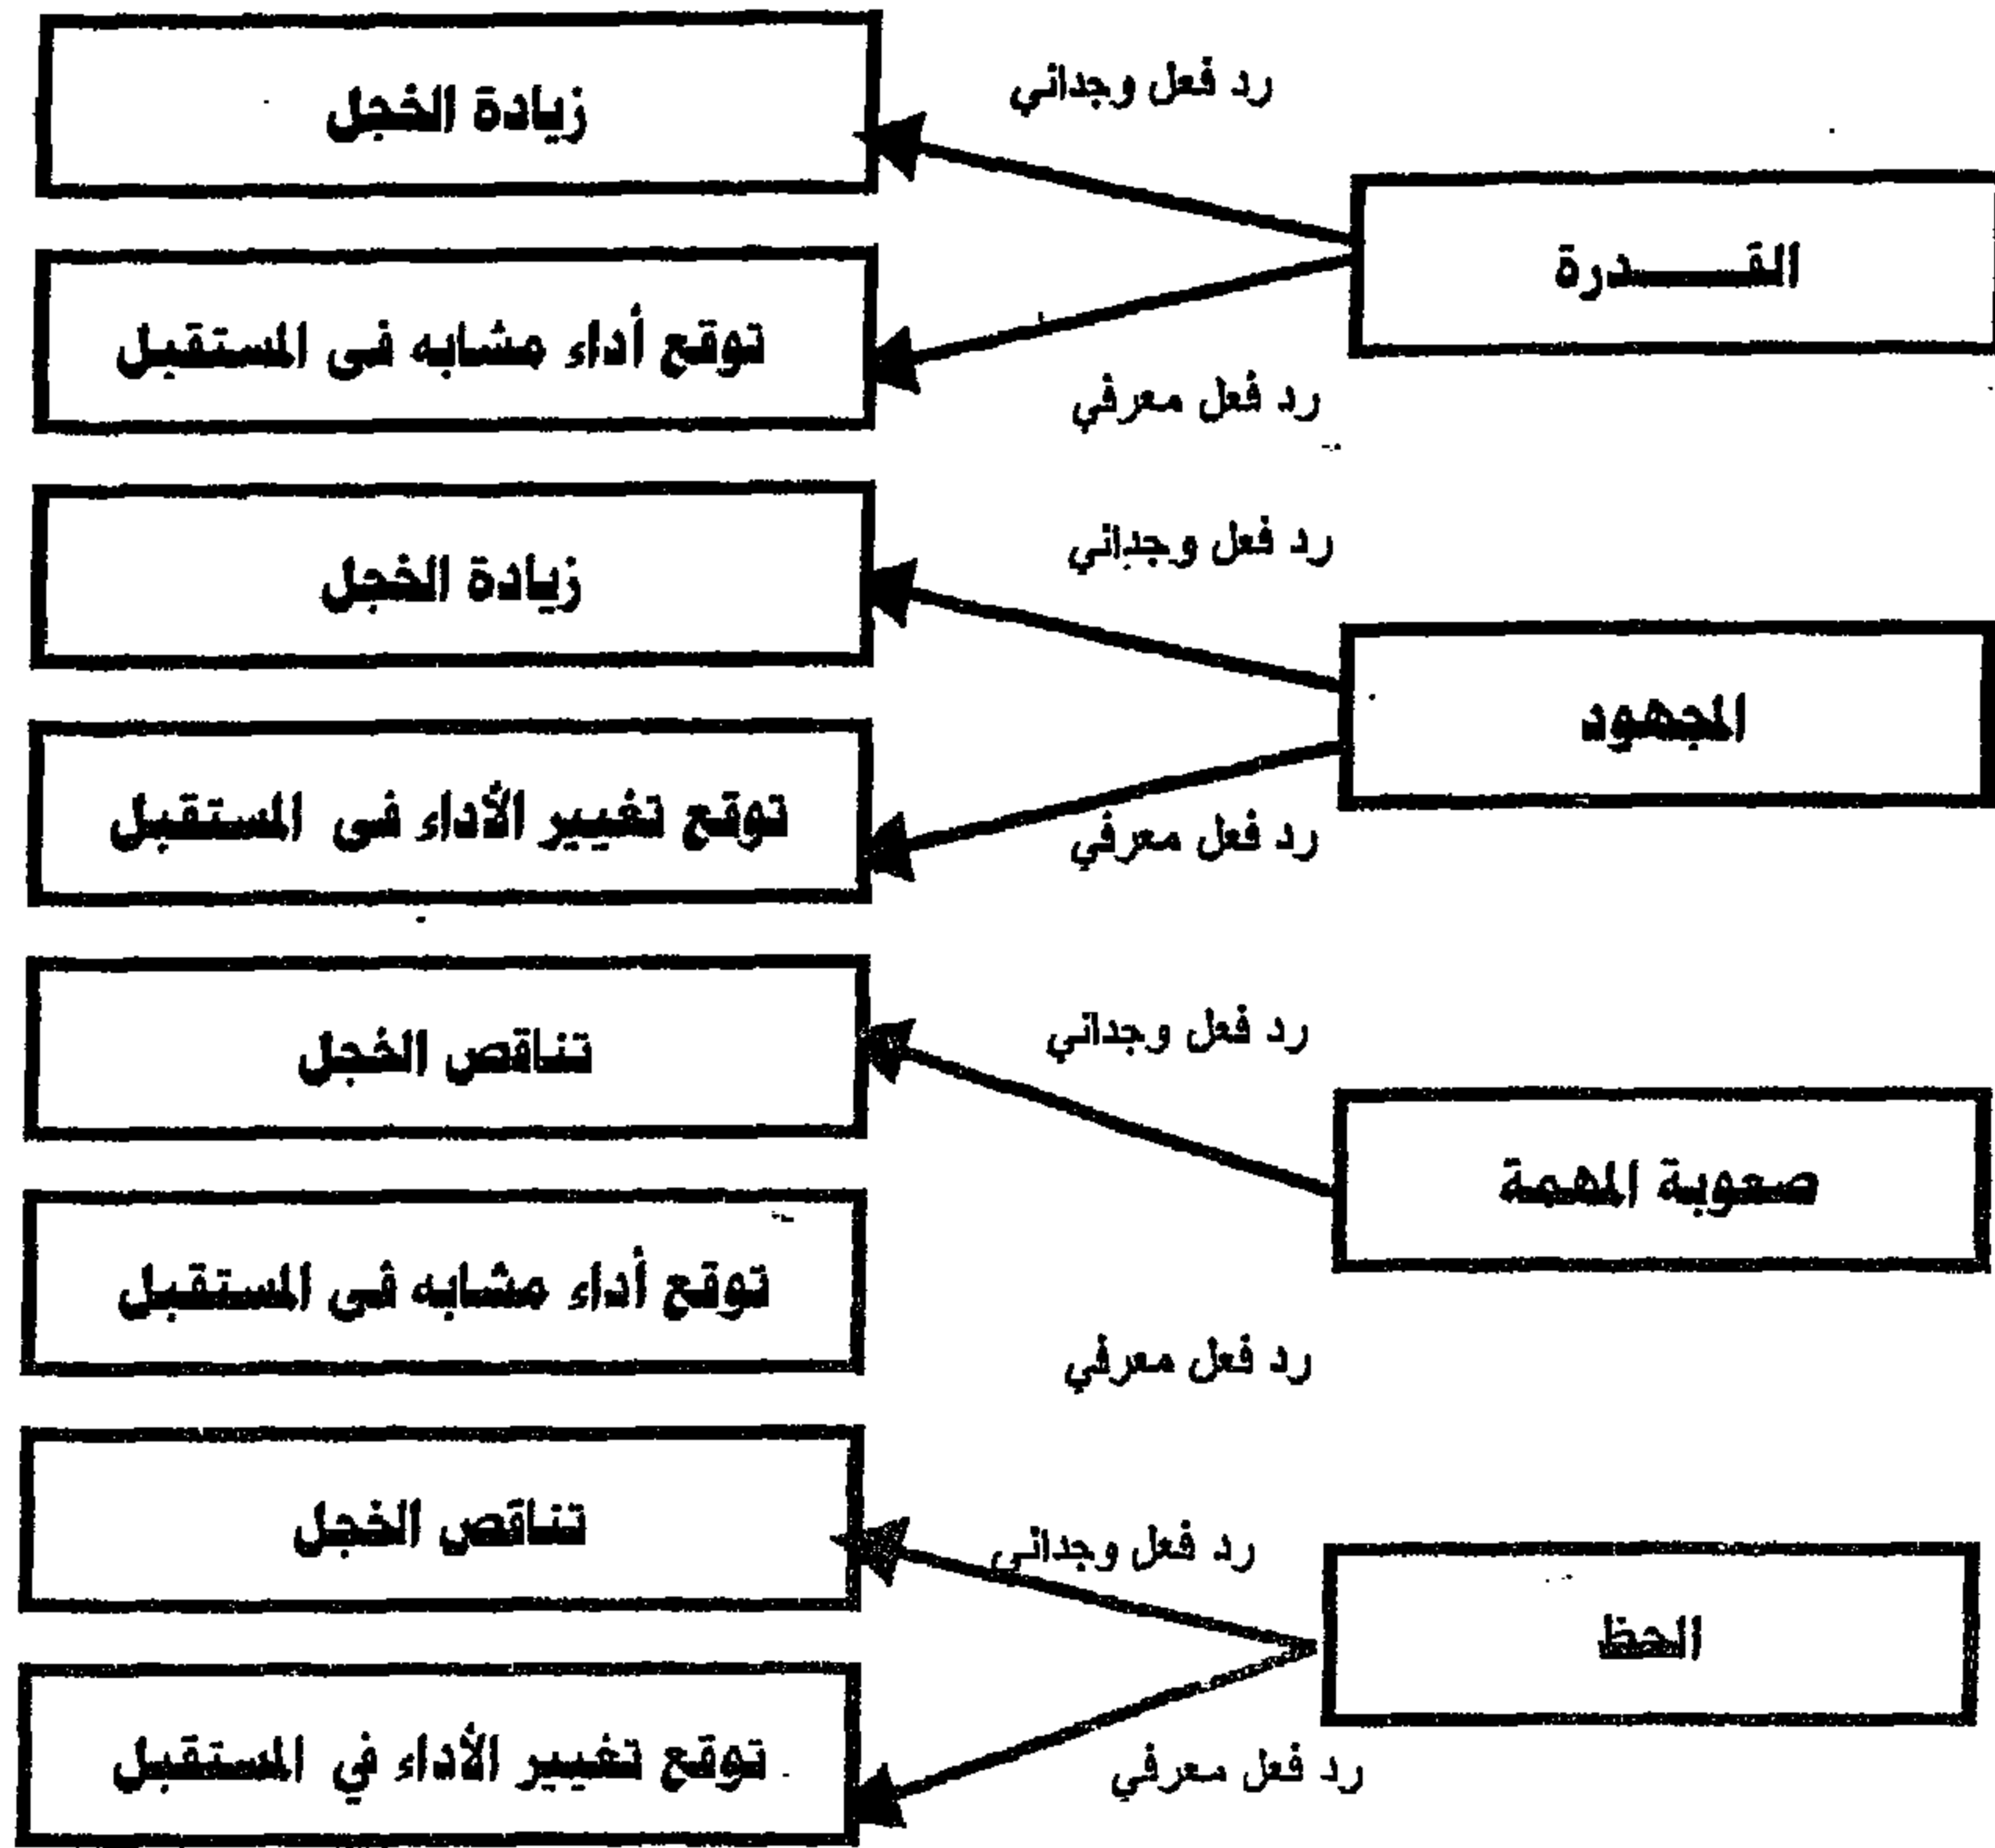 رد فعل وجداني
زيادة الخجل
القـــــدرة
توقع أداء مشابه فى المستقبل
رد فعل معرفي
رد فعل وجداني
زيادة الخجل
المجهود
توقع تغيير الأداء فى المستقبل
رد فعل معرفي
رد فعل وجداني
تناقص الخجل
صعوبة المهمة
توقع أداء مشابه فى المستقبل
رد فعل معرفي
رد فعل وجدانى
تناقص الخجل
الحظ
توقع تغيير الأداء في المستقبل
رد فعل معرفي